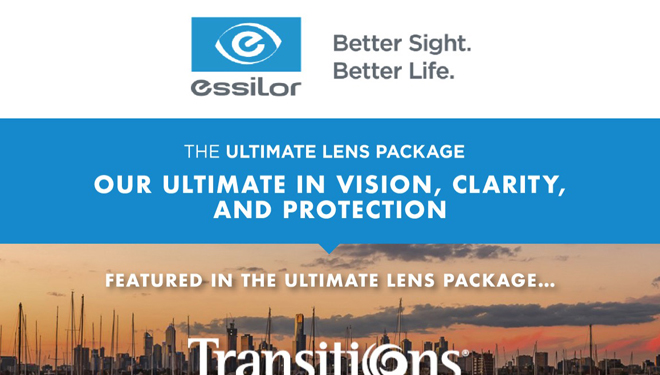 essilor
Better Sight.
Better Life.
THE ULTIMATE LENS PACKAGE
OUR ULTIMATE IN VISION, CLARITY,
AND PROTECTION
FEATURED IN THE ULTIMATE LENS PACKAGE...
Transitions®